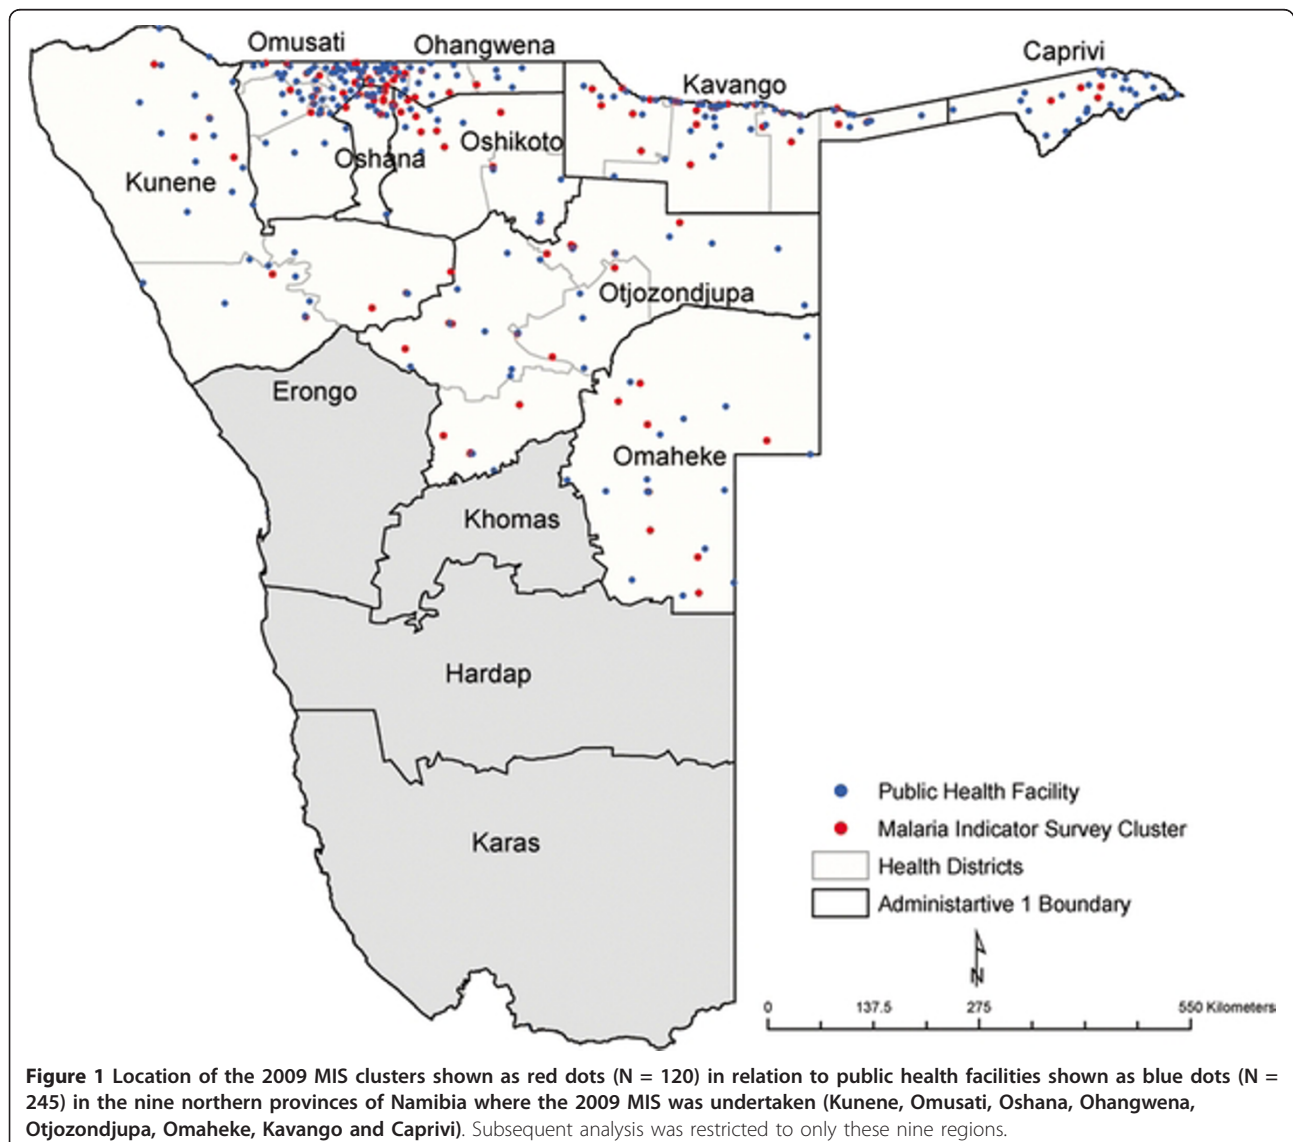 Omusati
Ohangwena
Caprivi
Kavango
Oshikoto
Oshana
Kunene
Otjozondjupa
Erongo
Omaheke
Khomas
Hardap
Karas
Public Health Facility
Malaria Indicator Survey Cluster
Health Districts
Administartive 1 Boundary
N
0 137.5 275 550 Kilometers
Figure 1 Location of the 2009 MIS clusters shown as red dots (N = 120) in relation to public health facilities shown as blue dots (N =
245) in the nine northern provinces of Namibia where the 2009 MIS was undertaken (Kunene, Omusati, Oshana, Ohangwena,
Otjozondjupa, Omaheke, Kavango and Caprivi). Subsequent analysis was restricted to only these nine regions.